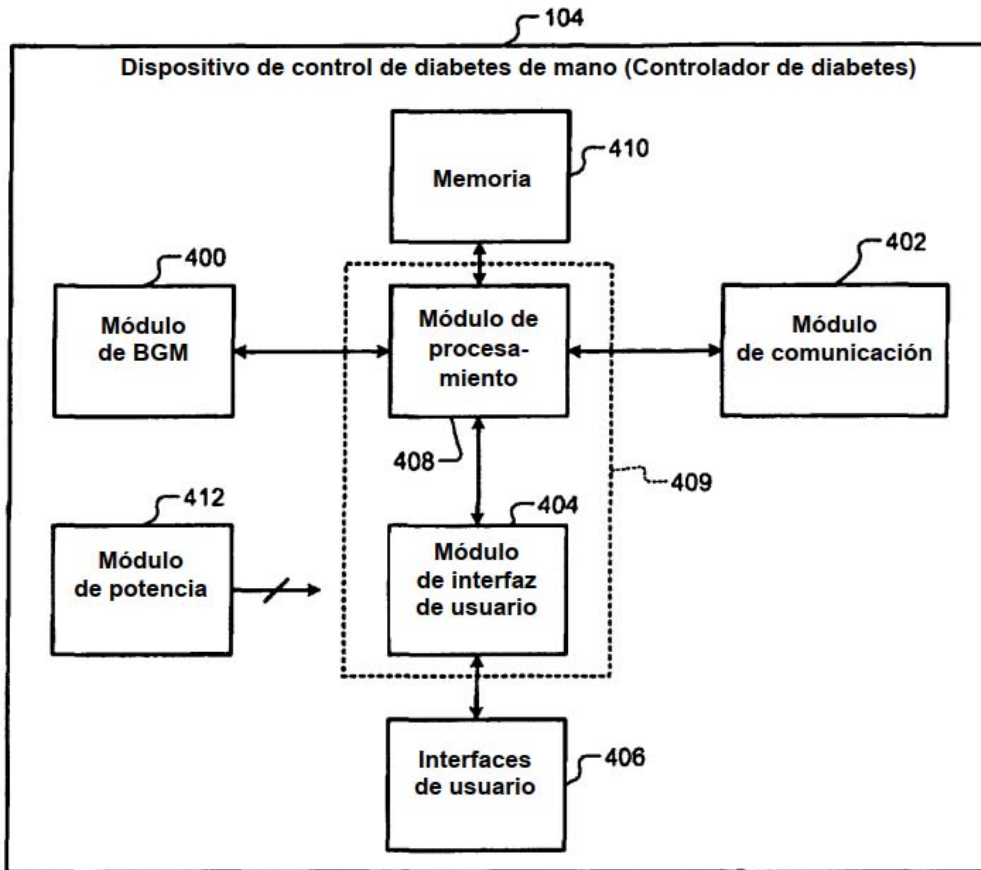 104
Dispositivo de control de diabetes de mano (Controlador de diabetes)
Memoria
410
400
Módulo
de BGM
Módulo de
procesa-
miento
402
Módulo
de comunicación
408
409
412
Módulo
de potencia
404
Módulo
de interfaz
de usuario
Interfaces
de usuario
406